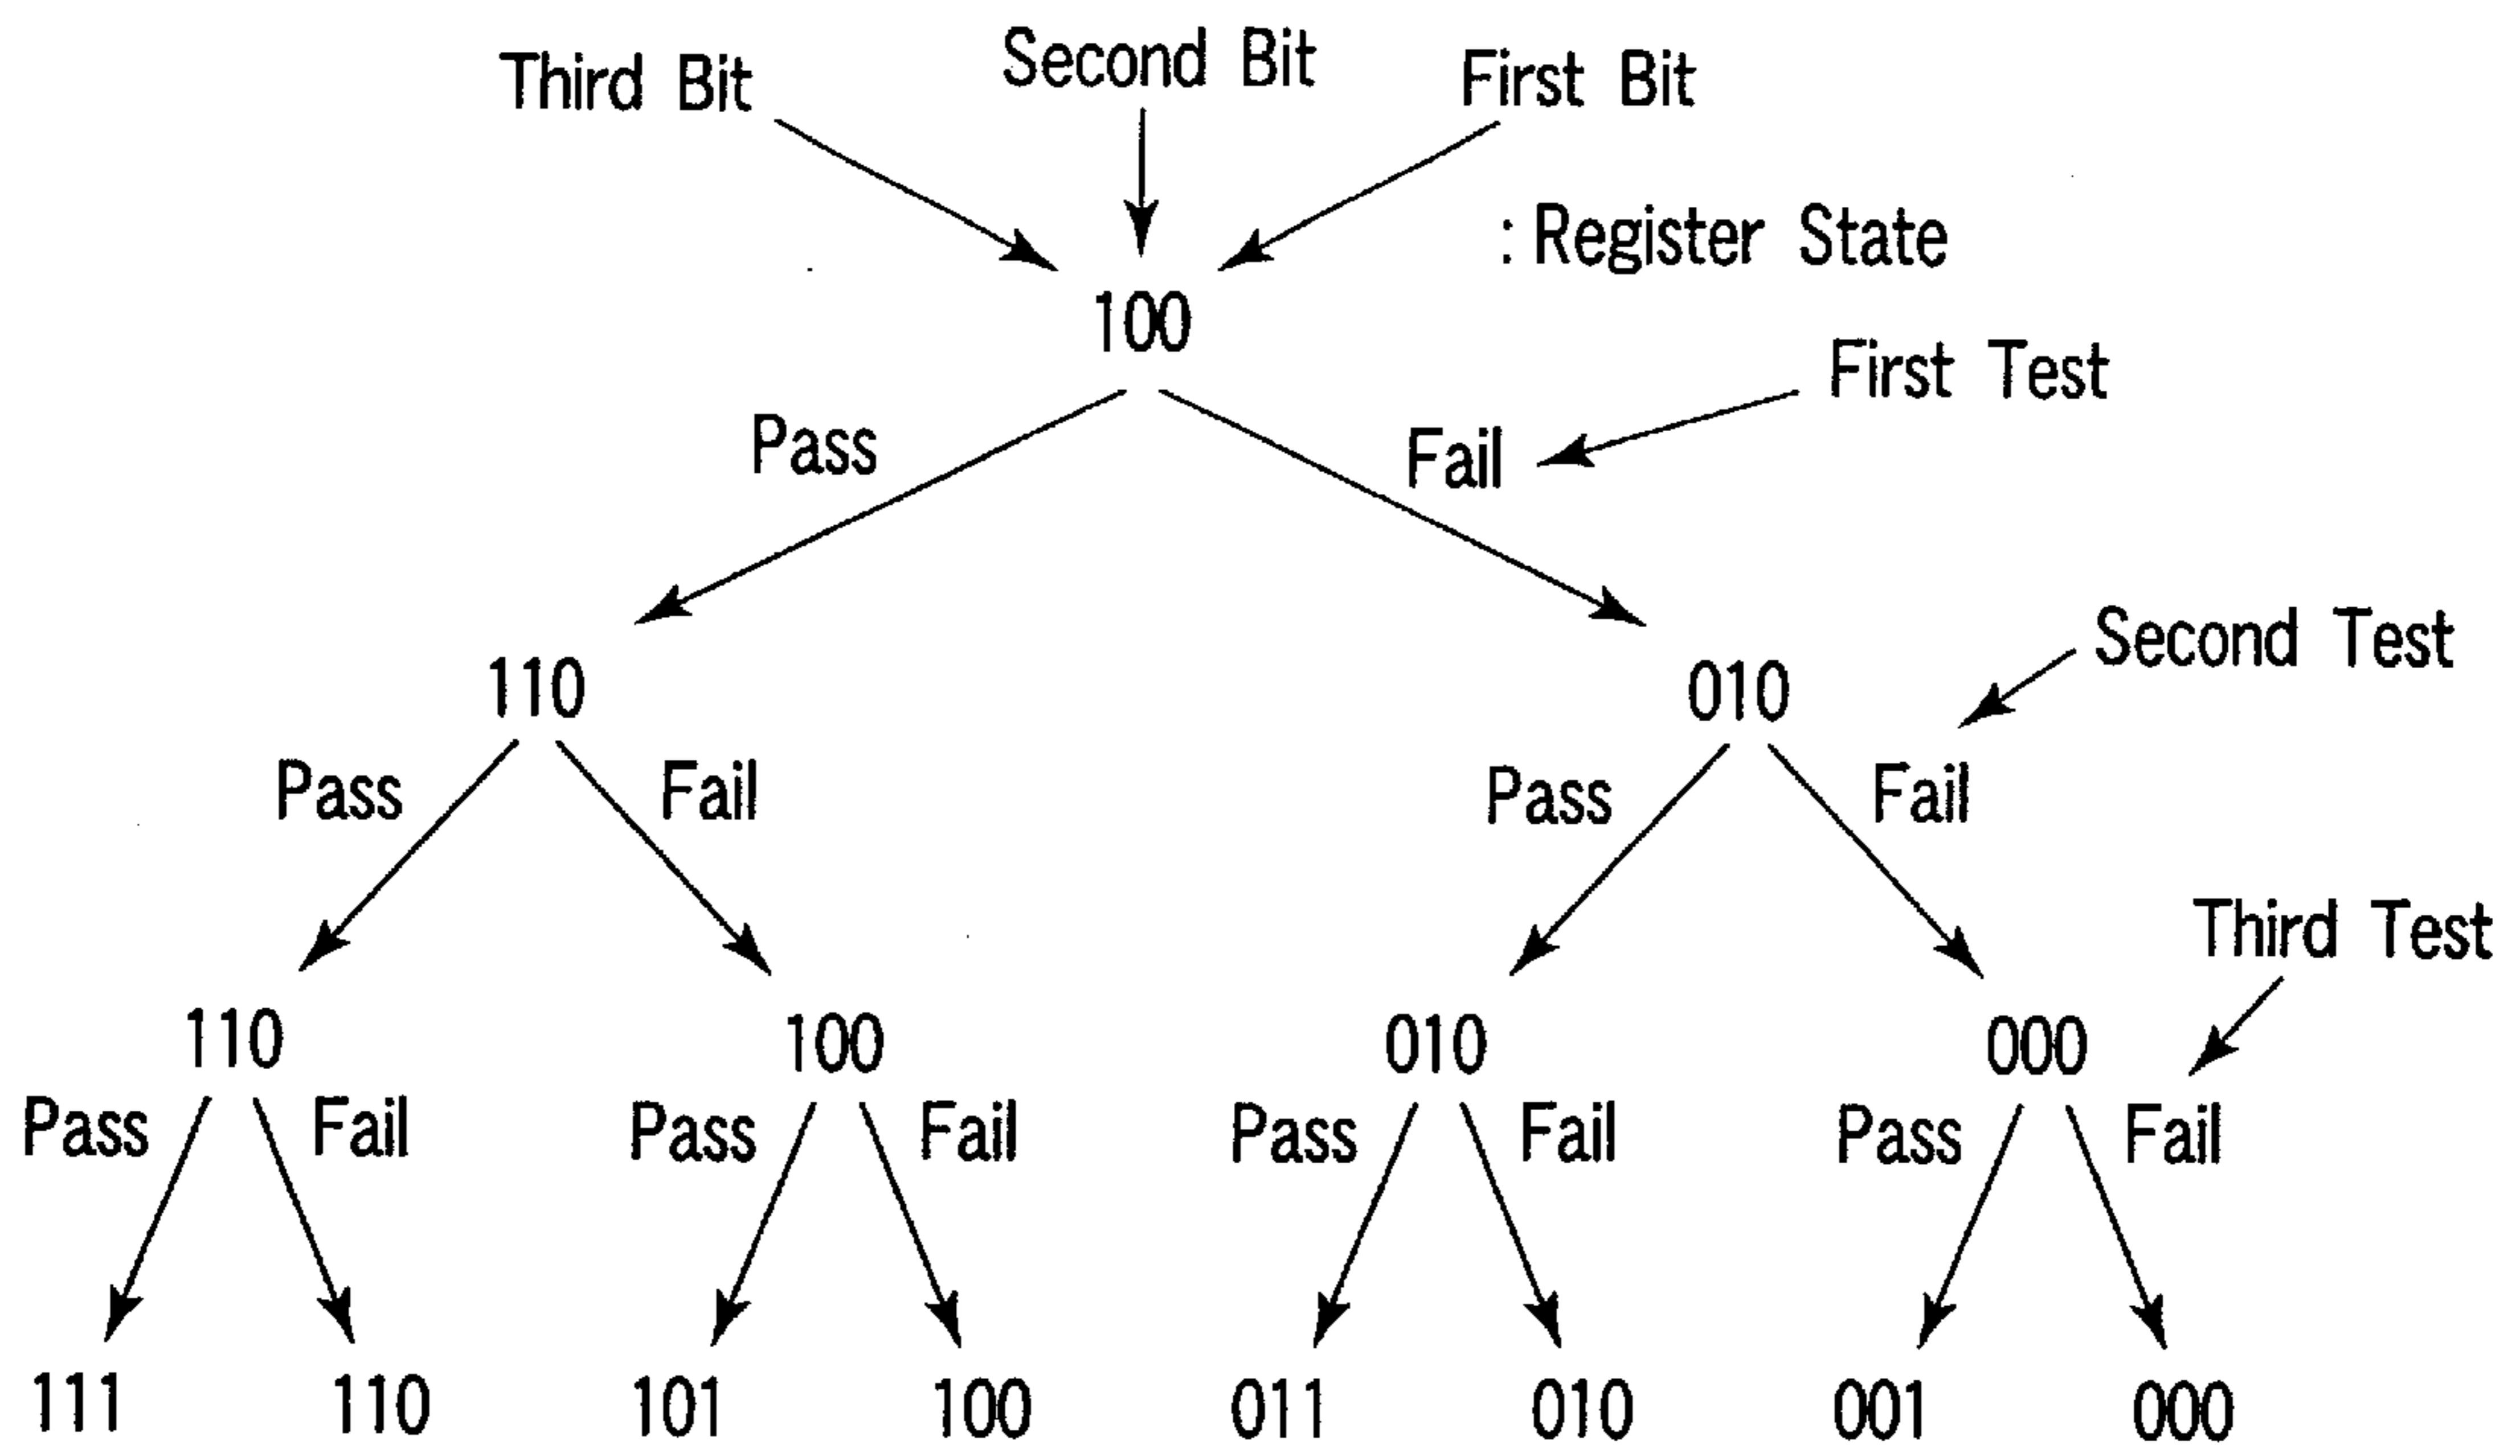 Third Bit Second Bit First Bit
: Register State
100
First Test
Pass Fail
110 010
Second Test
Pass Fail Pass Fail
Third Test
110 100 010 000
Pass Fail Pass Fail Pass Fail Pass Fail
111 110 101 100 011 010 001 000